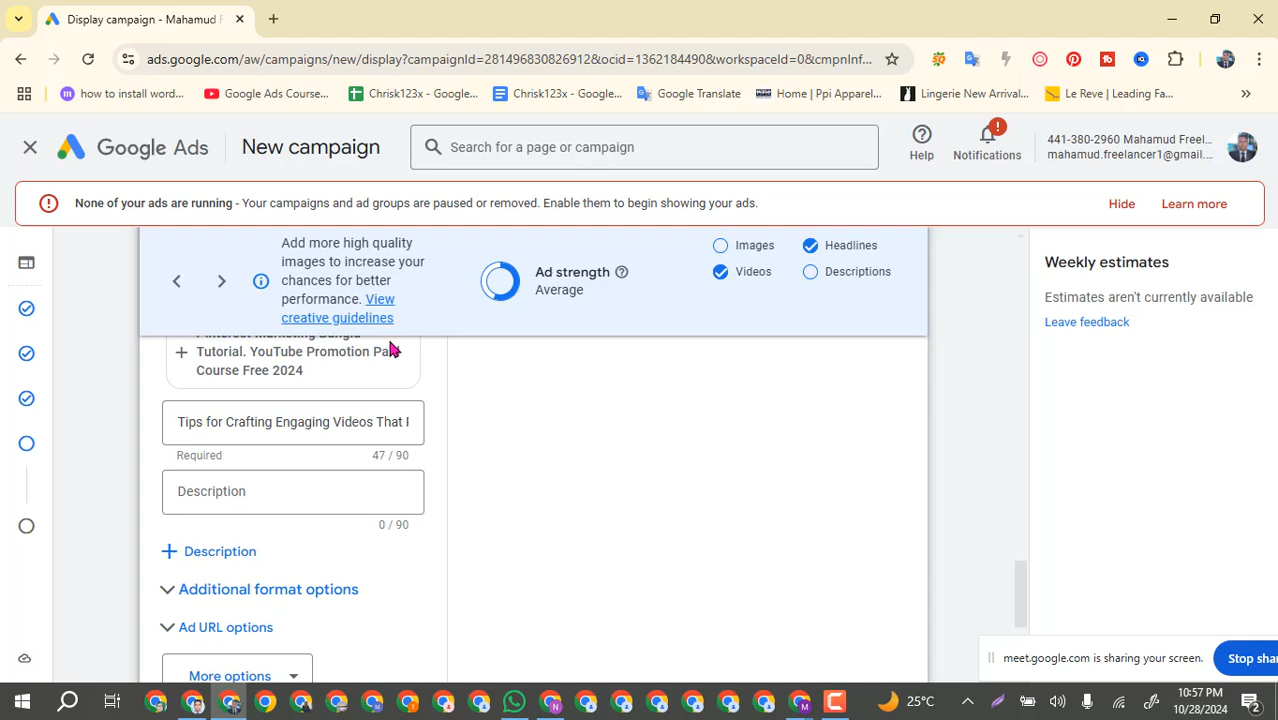 Display campaign - Mahamud F
ads.google.com/aw/campaigns/new/display?campaignId=281496830826912&ocid=1362184490&workspaceId=0&cmpnInf...
how to install word...
Google Ads Course...
Chrisk123x - Google...
Chrisk123x - Google...
Google Translate
Home | Ppi Apparel...
Lingerie New Arrival...
Le Reve | Leading Fa...
Google Ads
New campaign
Search for a page or campaign
Help
Notifications
441-380-2960 Mahamud Freel...
mahamud.freelancer1@gmail....
None of your ads are running - Your campaigns and ad groups are paused or removed. Enable them to begin showing your ads.
Hide
Learn more
Add more high quality
images to increase your
chances for better
performance. View
creative guidelines
Ad strength
Average
Images
Headlines
Videos
Descriptions
Weekly estimates
Estimates aren't currently available
Leave feedback
Pinterest Marketing Bangla
Tutorial. YouTube Promotion Pa
Course Free 2024
Tips for Crafting Engaging Videos That
Required
47 / 90
Description
0 / 90
Description
Additional format options
Ad URL options
More options
meet.google.com is sharing your screen.
Stop sha
25°C
10:57 PM
10/28/2024
2